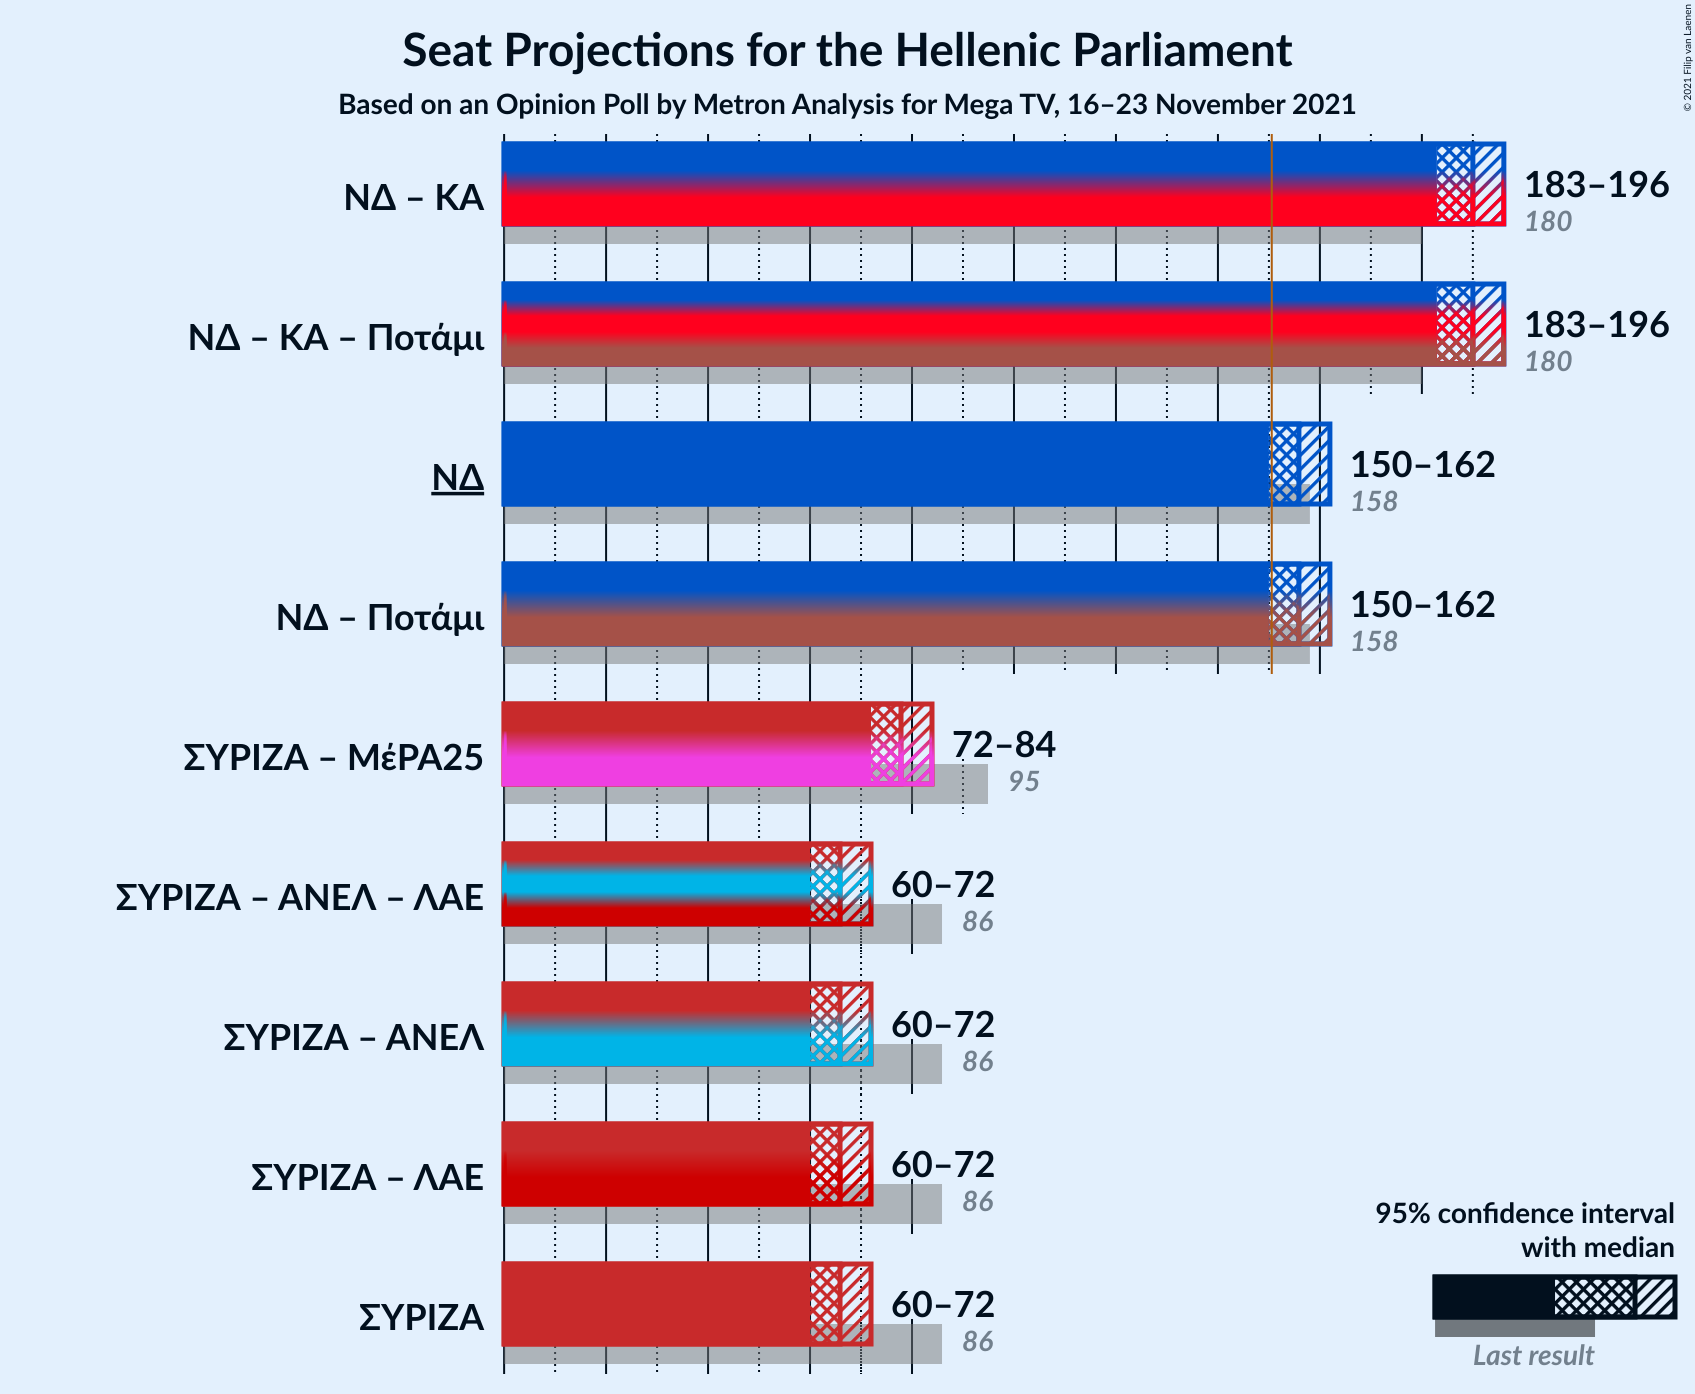 Seat Projections for the Hellenic Parliament
Based on an Opinion Poll by Metron Analysis for Mega TV, 16–23 November 2021
© 2021 Filip van Laenen
ΝΔ – ΚΑ
183–196
180
ΝΔ – ΚΑ – Ποτάμι
183–196
180
ΝΔ
150–162
158
ΝΔ – Ποτάμι
150–162
158
ΣΥΡΙΖΑ – ΜέΡΑ25
72–84
95
ΣΥΡΙΖΑ – ΑΝΕΛ – ΛΑΕ
60–72
86
ΣΥΡΙΖΑ – ΑΝΕΛ
60–72
86
ΣΥΡΙΖΑ – ΛΑΕ
60–72
86
ΣΥΡΙΖΑ
60–72
86
95% confidence interval
with median
Last result